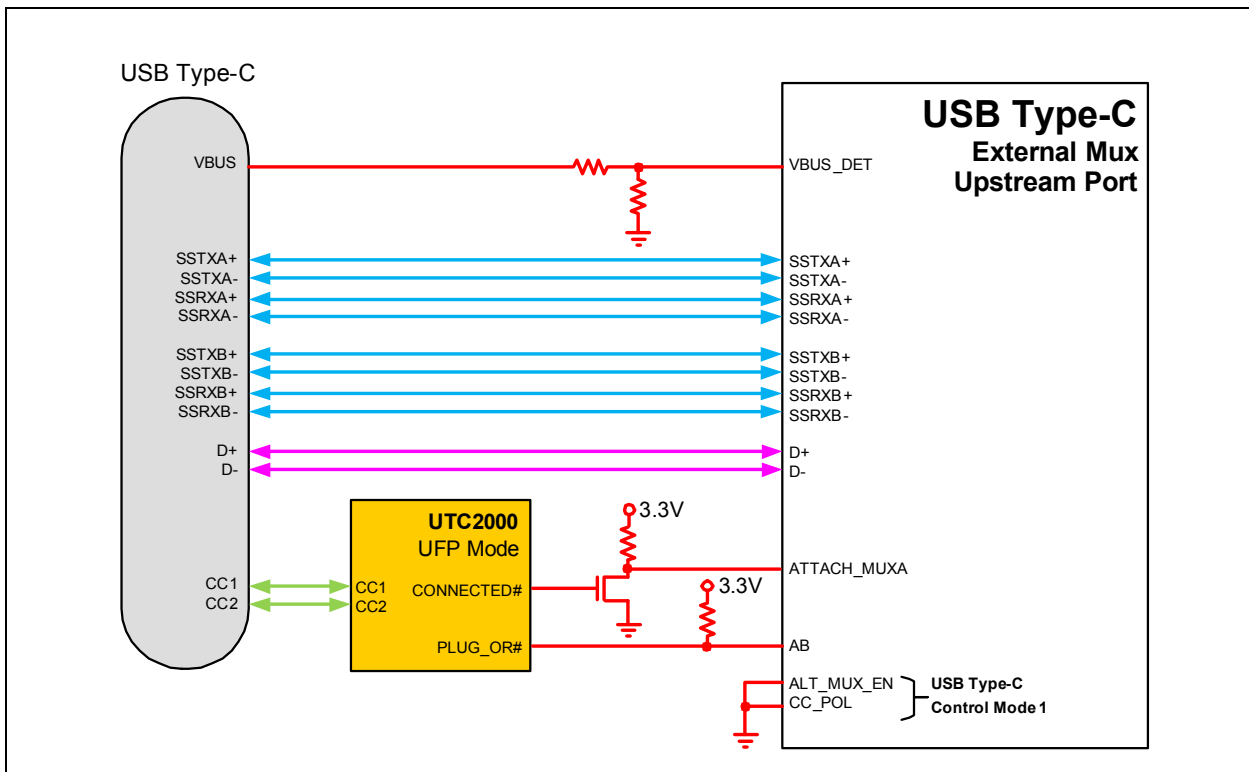 USB Type-C
VBUS
SSTXA+
SSTXA-
SSRXA+
SSRXA-
SSTXB+
SSTXB-
SSRXB+
SSRXB-
D+
D-
CC1
CC2
UTC2000
UFP Mode
CC1
CC2
CONNECTED#
PLUG_OR#
3.3V
3.3V
USB Type-C
External Mux
Upstream Port
VBUS_DET
SSTXA+
SSTXA-
SSRXA+
SSRXA-
SSTXB+
SSTXB-
SSRXB+
SSRXB-
D+
D-
ATTACH_MUXA
AB
ALT_MUX_EN
CC_POL
USB Type-C
Control Mode 1